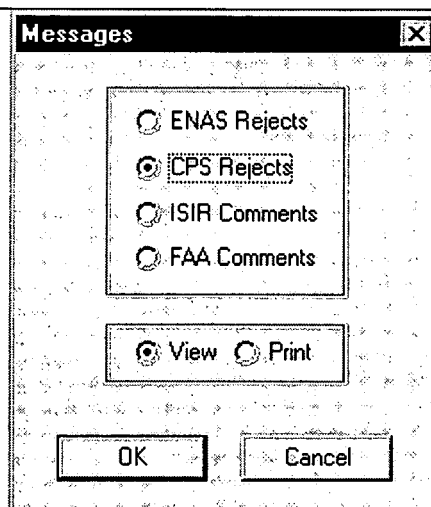 Messages
ENAS Rejects
CPS Rejects
ISIR Comments
FAA Comments
View Print
OK Cancel